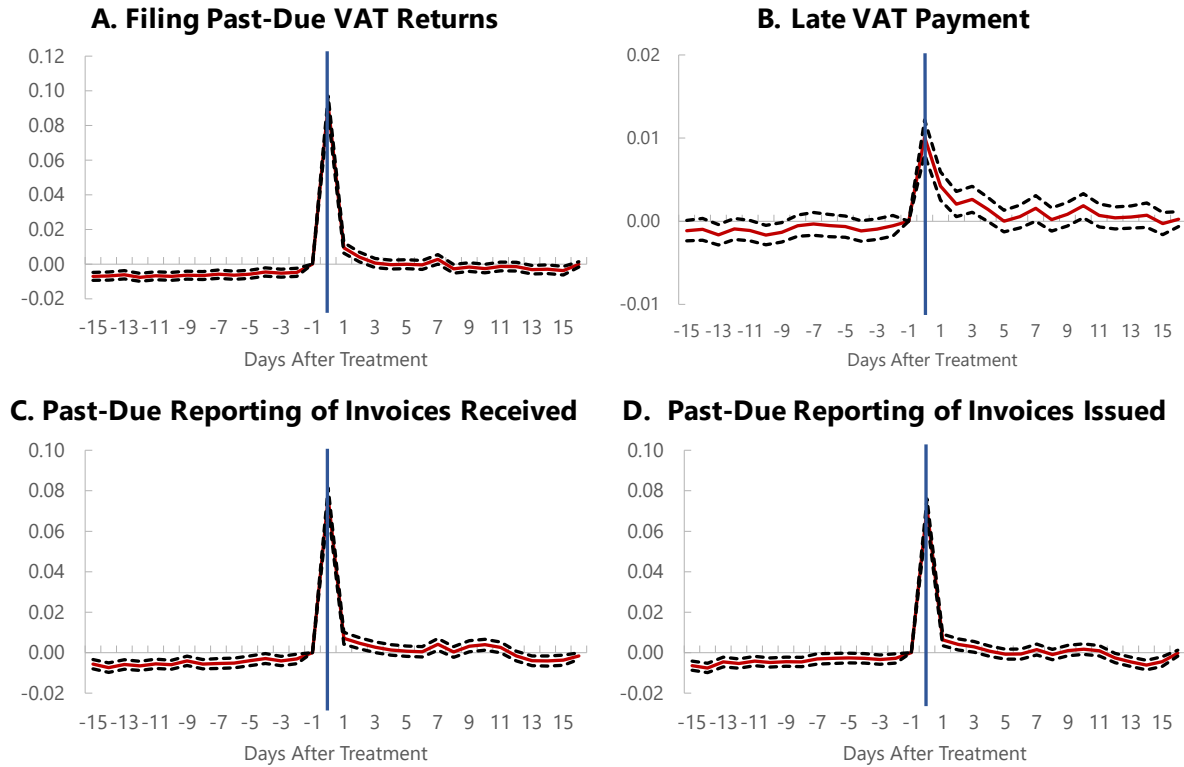 A. Filing Past-Due VAT Returns
0.12
0.10
0.08
0.06
0.04
0.02
0.00
-0.02
-15 -13 -11 -9 -7 -5 -3 -1 1 3 5 7 9 11 13 15
Days After Treatment
B. Late VAT Payment
0.02
0.01
0.00
-0.01
-15 -13 -11 -9 -7 -5 -3 -1 1 3 5 7 9 11 13 15
Days After Treatment
C. Past-Due Reporting of Invoices Received
0.10
0.08
0.06
0.04
0.02
0.00
-0.02
-15 -13 -11 -9 -7 -5 -3 -1 1 3 5 7 9 11 13 15
Days After Treatment
D. Past-Due Reporting of Invoices Issued
0.10
0.08
0.06
0.04
0.02
0.00
-0.02
-15 -13 -11 -9 -7 -5 -3 -1 1 3 5 7 9 11 13 15
Days After Treatment